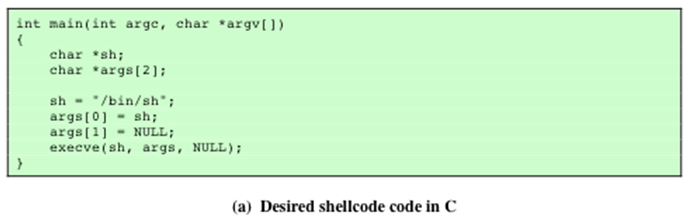 int main(int argc, char *argv[])
{
    char *sh;
    char *args[2];

    sh = "/bin/sh";
    args[0] = sh;
    args[1] = NULL;
    execve(sh, args, NULL);
}
(a) Desired shellcode code in C